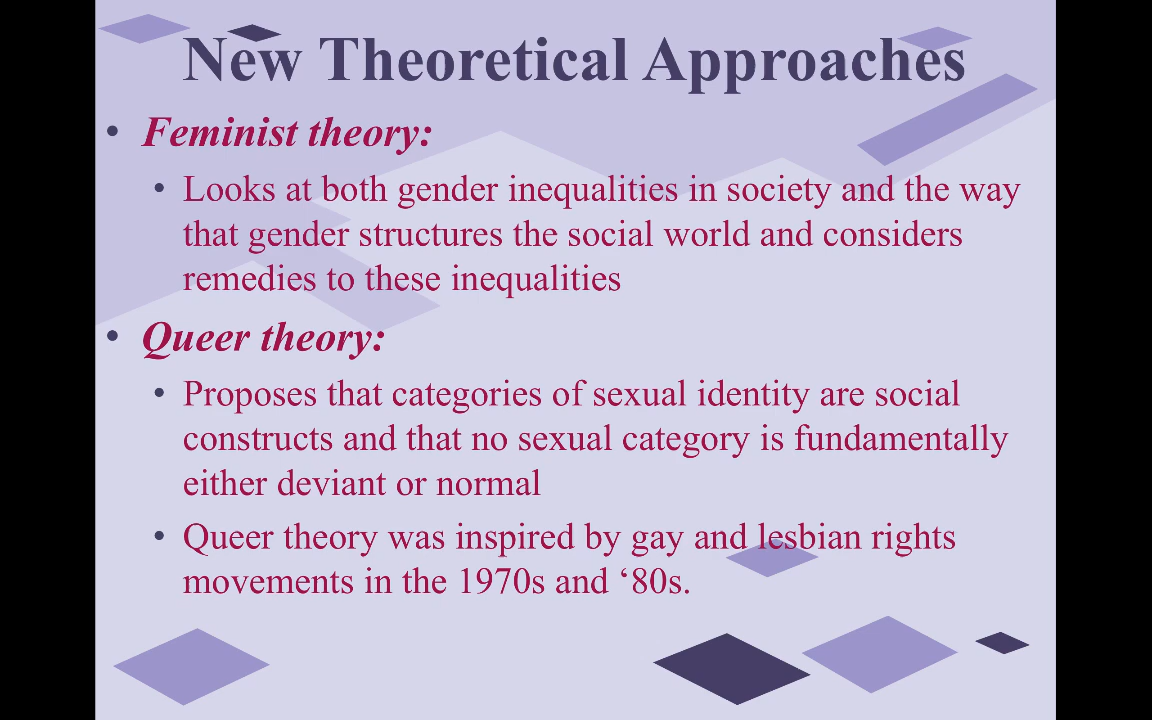 New Theoretical Approaches
• Feminist theory:
• Looks at both gender inequalities in society and the way
that gender structures the social world and considers
remedies to these inequalities
• Queer theory:
• Proposes that categories of sexual identity are social
constructs and that no sexual category is fundamentally
either deviant or normal
• Queer theory was inspired by gay and lesbian rights
movements in the 1970s and ‘80s.